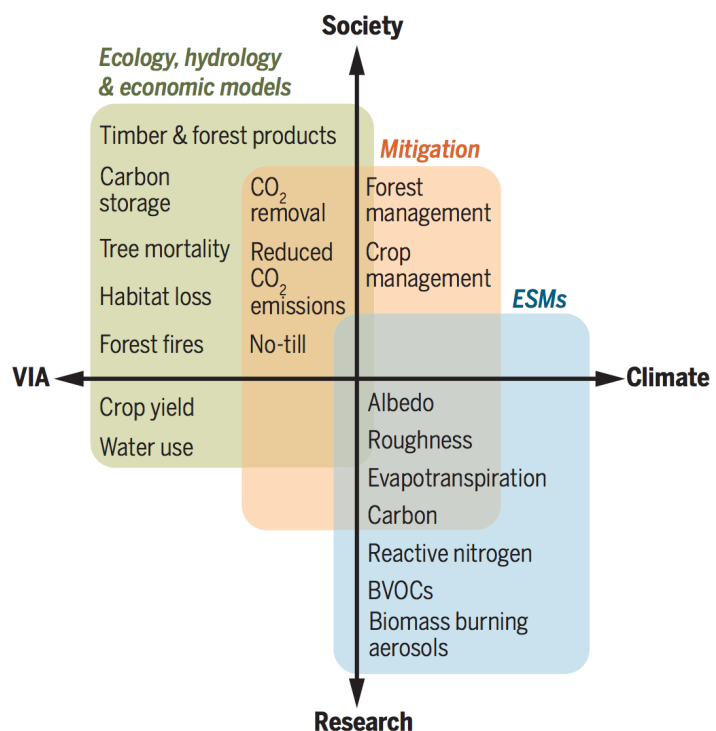 Society
Ecology, hydrology
& economic models
Timber & forest products
Mitigation
Carbon
storage
CO2
removal
Forest
management
Tree mortality
Reduced
CO2
emissions
Crop
management
Habitat loss
ESMs
Forest fires
No-till
VIA
Climate
Crop yield
Water use
Albedo
Roughness
Evapotranspiration
Carbon
Reactive nitrogen
BVOCs
Biomass burning
aerosols
Research